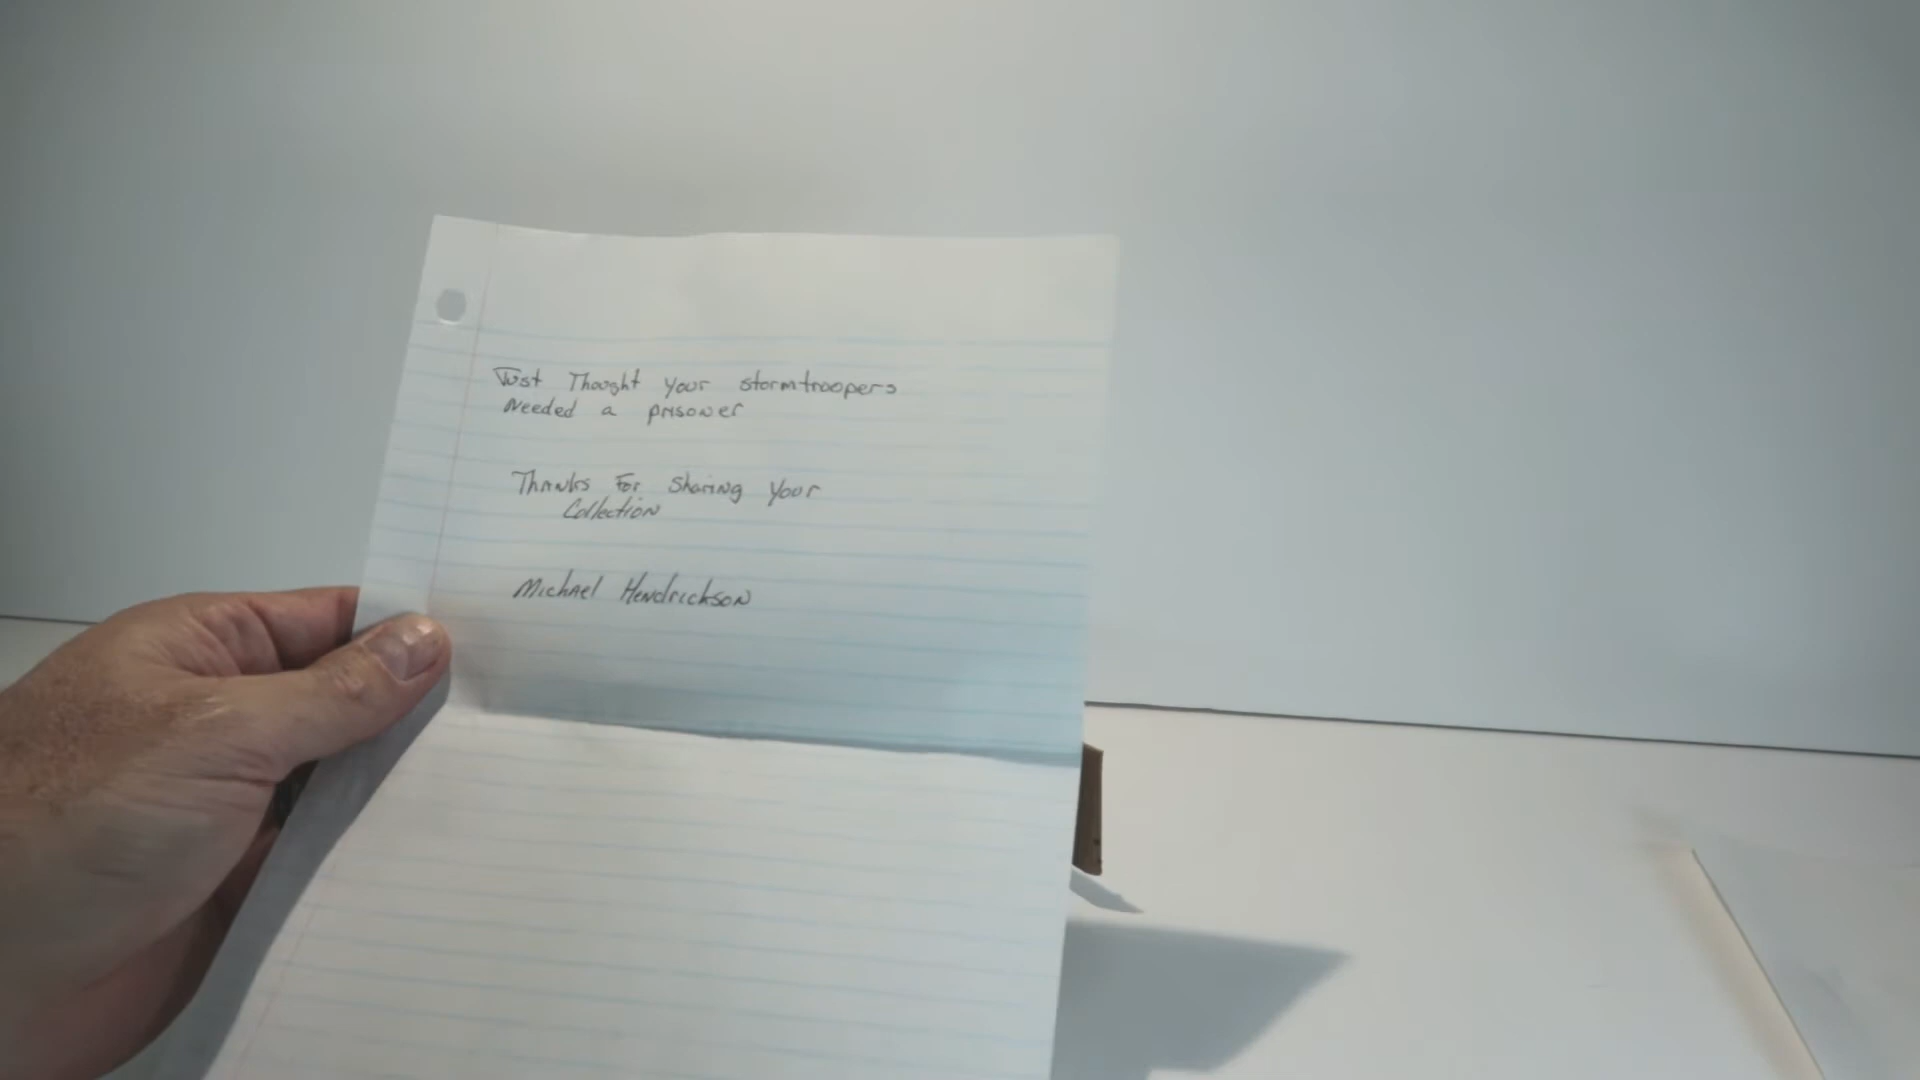 Just Thought your stormtroopers
Needed a prisoner
Thanks For Sharing Your
Collection
Michael Hendrickson